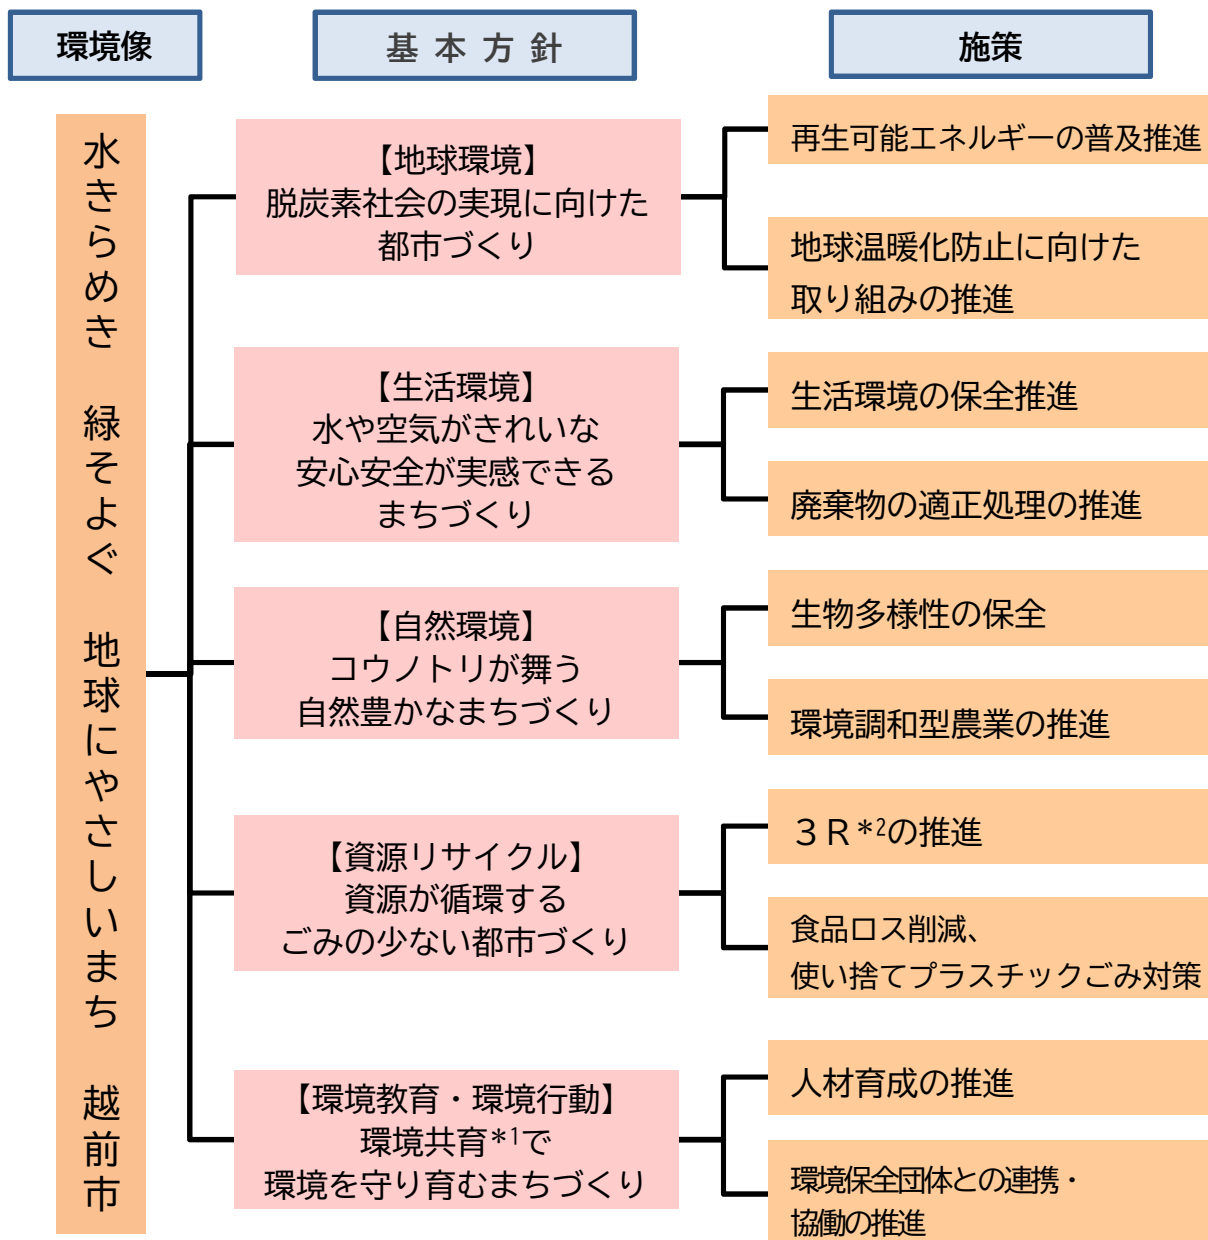 環境像
基本方針
施策
水きらめき　緑そよぐ　地球にやさしいまち　越前市
【地球環境】
脱炭素社会の実現に向けた
都市づくり
再生可能エネルギーの普及推進
地球温暖化防止に向けた
取り組みの推進
【生活環境】
水や空気がきれいな
安心安全が実感できる
まちづくり
生活環境の保全推進
廃棄物の適正処理の推進
【自然環境】
コウノトリが舞う
自然豊かなまちづくり
生物多様性の保全
環境調和型農業の推進
【資源リサイクル】
資源が循環する
ごみの少ない都市づくり
３Ｒ*2の推進
食品ロス削減、
使い捨てプラスチックごみ対策
【環境教育・環境行動】
環境共育*1で
環境を守り育むまちづくり
人材育成の推進
環境保全団体との連携・
協働の推進